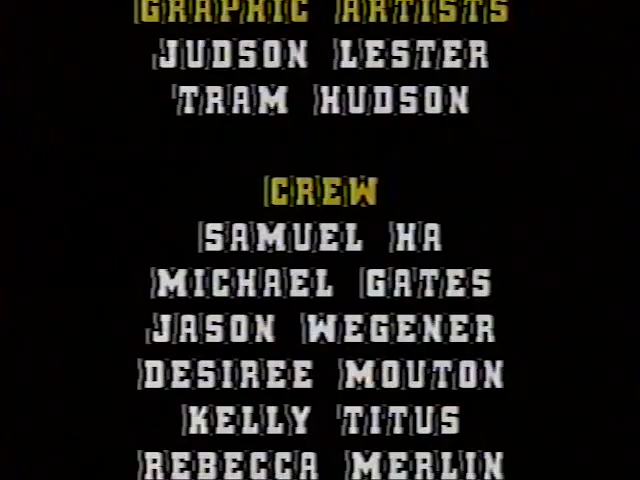 GRAPHIC ARTISTS
JUDSON LESTER
TRAM HUDSON
CREW
SAMUEL HA
MICHAEL GATES
JASON WEGENER
DESIREE MOUTON
KELLY TITUS
REBECCA MERLIN